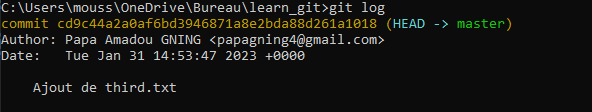 C:\Users\mouss\OneDrive\Bureau\learn_git>git log
commit cd9c44a2a0af6bd3946871a8e2bda88d261a1018 (HEAD -> master)
Author: Papa Amadou GNING <papagning4@gmail.com>
Date:   Tue Jan 31 14:53:47 2023 +0000
    Ajout de third.txt